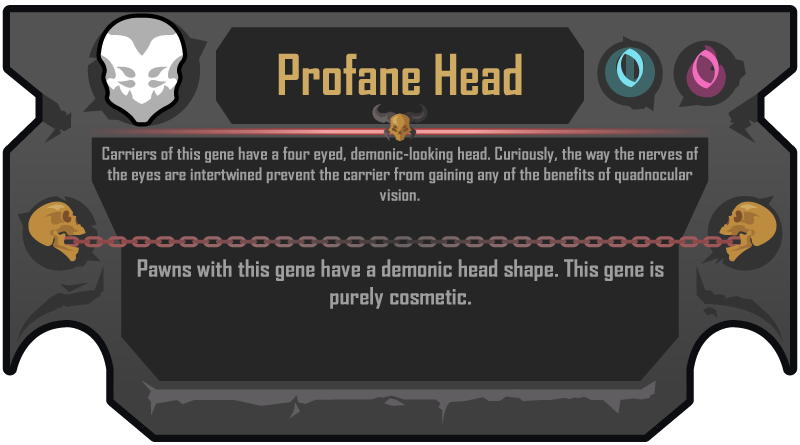 Profane Head
Carriers of this gene have a four eyed, demonic-looking head. Curiously, the way the nerves of
the eyes are intertwined prevent the carrier from gaining any of the benefits of quadnocular
vision.
Pawns with this gene have a demonic head shape. This gene is
purely cosmetic.